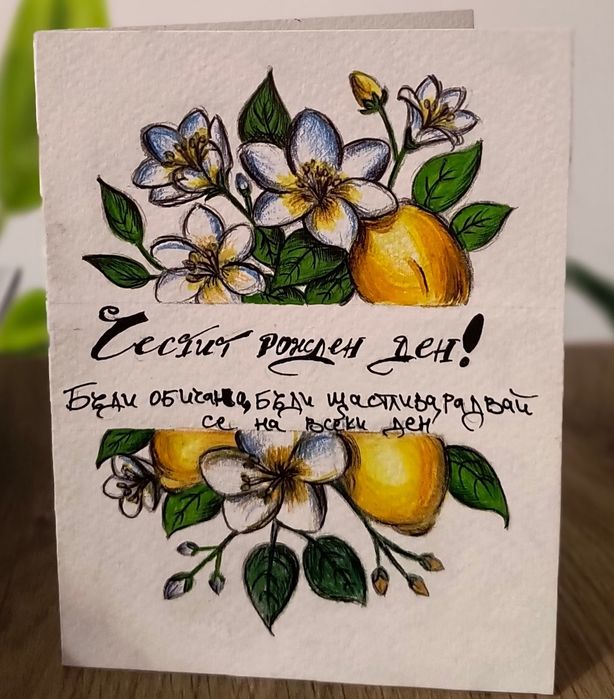 Честит рожден ден!
Бъди обичана, бъди щастлива, радвай
се на всеки ден